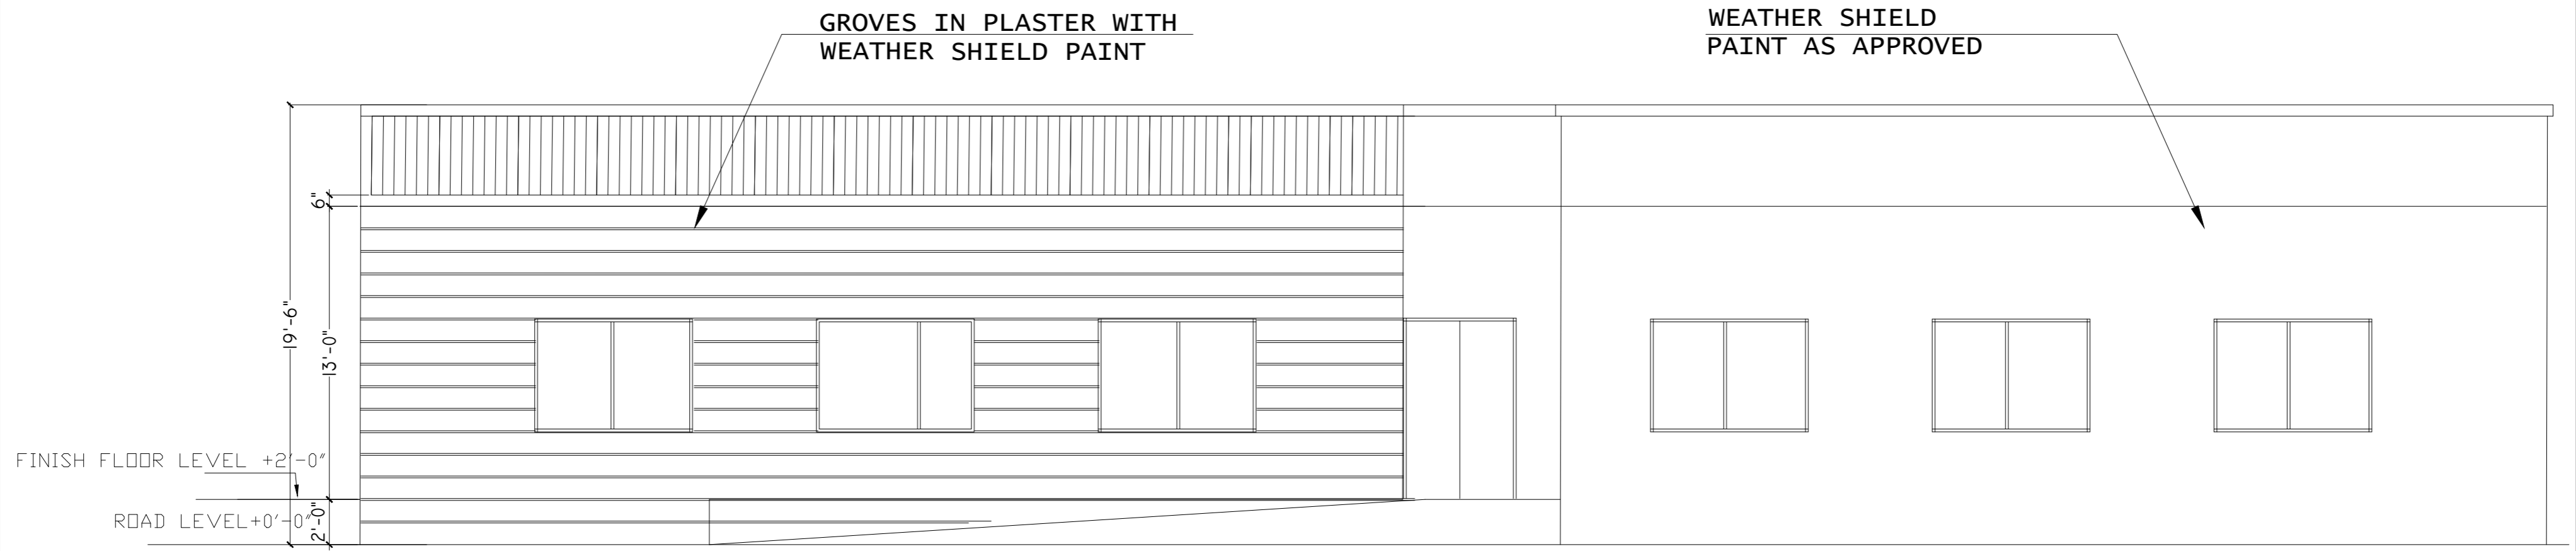 GROVES IN PLASTER WITH
WEATHER SHIELD PAINT
WEATHER SHIELD
PAINT AS APPROVED
6"
19'-6"
13'-0"
FINISH FLOOR LEVEL +2'-0"
ROAD LEVEL+0'-0"
2'-0"